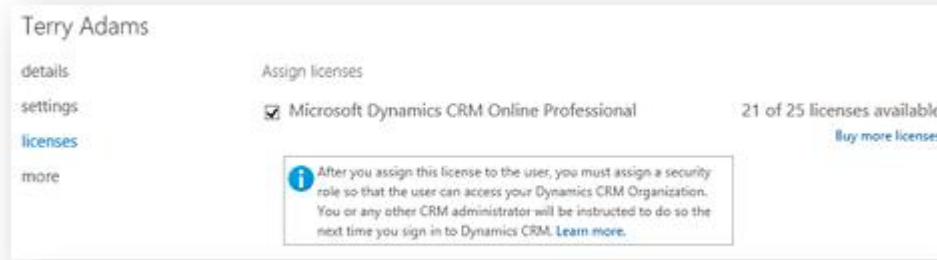 Terry Adams
details
Assign licenses
settings
Microsoft Dynamics CRM Online Professional
21 of 25 licenses available
licenses
Buy more licenses
more
After you assign this license to the user, you must assign a security
role so that the user can access your Dynamics CRM Organization.
You or any other CRM administrator will be instructed to do so the
next time you sign in to Dynamics CRM. Learn more.